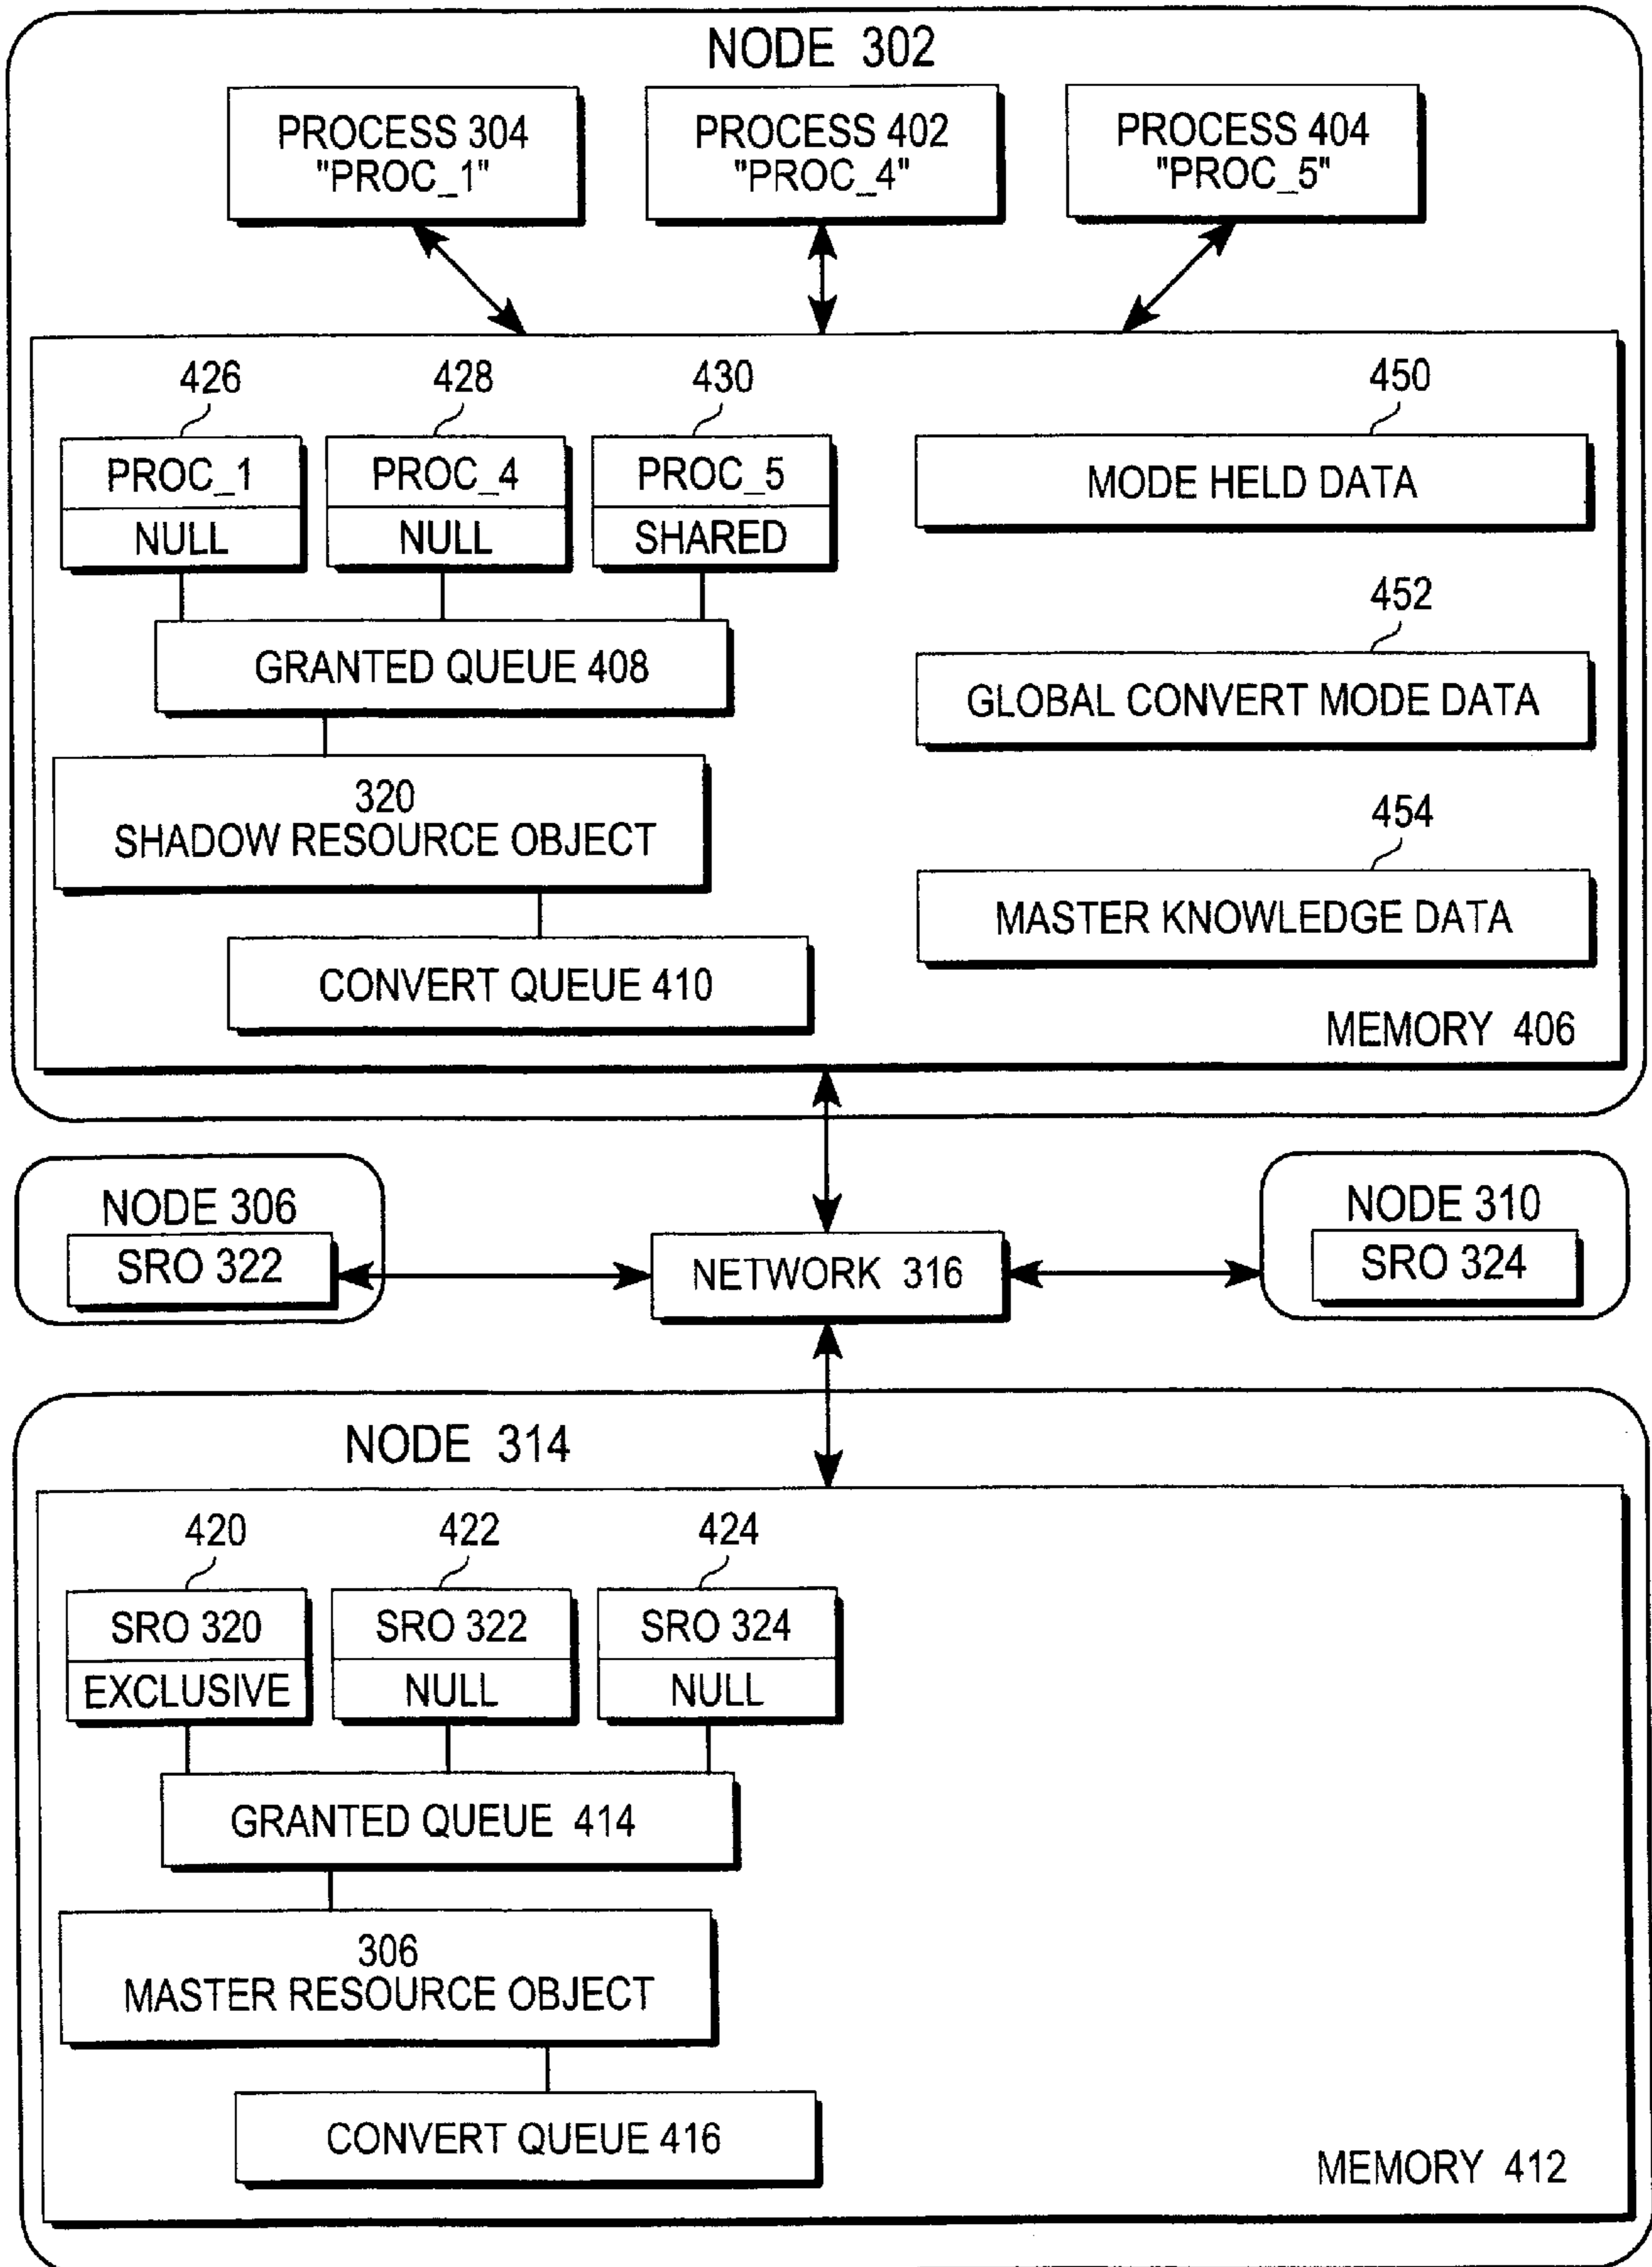 NODE 302
PROCESS 304
"PROC_1"
PROCESS 402
"PROC_4"
PROCESS 404
"PROC_5"
426
428
430
450
PROC_1
NULL
PROC_4
NULL
PROC_5
SHARED
MODE HELD DATA
452
GRANTED QUEUE 408
GLOBAL CONVERT MODE DATA
320
SHADOW RESOURCE OBJECT
454
MASTER KNOWLEDGE DATA
CONVERT QUEUE 410
MEMORY 406
NODE 306
SRO 322
NETWORK 316
NODE 310
SRO 324
NODE 314
420
422
424
SRO 320
EXCLUSIVE
SRO 322
NULL
SRO 324
NULL
GRANTED QUEUE 414
306
MASTER RESOURCE OBJECT
CONVERT QUEUE 416
MEMORY 412